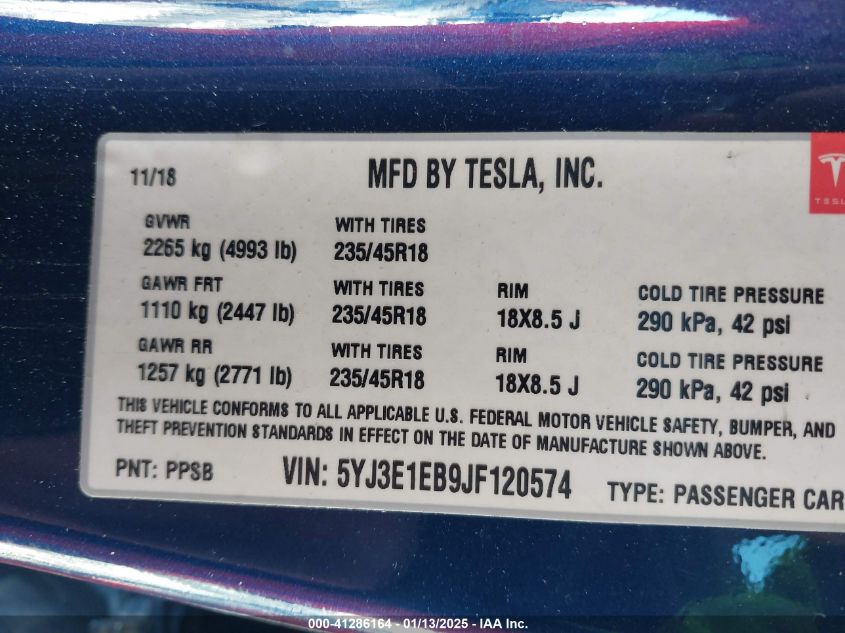 11/18 MFD BY TESLA, INC.
TESLA
GVWR WITH TIRES
2265 kg (4993 lb) 235/45R18
GAWR FRT WITH TIRES RIM COLD TIRE PRESSURE
1110 kg (2447 lb) 235/45R18 18X8.5 J 290 kPa, 42 psi
GAWR RR WITH TIRES RIM COLD TIRE PRESSURE
1257 kg (2771 lb) 235/45R18 18X8.5 J 290 kPa, 42 psi
THIS VEHICLE CONFORMS TO ALL APPLICABLE U.S. FEDERAL MOTOR VEHICLE SAFETY, BUMPER, AND
THEFT PREVENTION STANDARDS IN EFFECT ON THE DATE OF MANUFACTURE SHOWN ABOVE.
PNT: PPSB VIN: 5YJ3E1EB9JF120574 TYPE: PASSENGER CAR
000-41286164 - 01/13/2025 - IAA Inc.